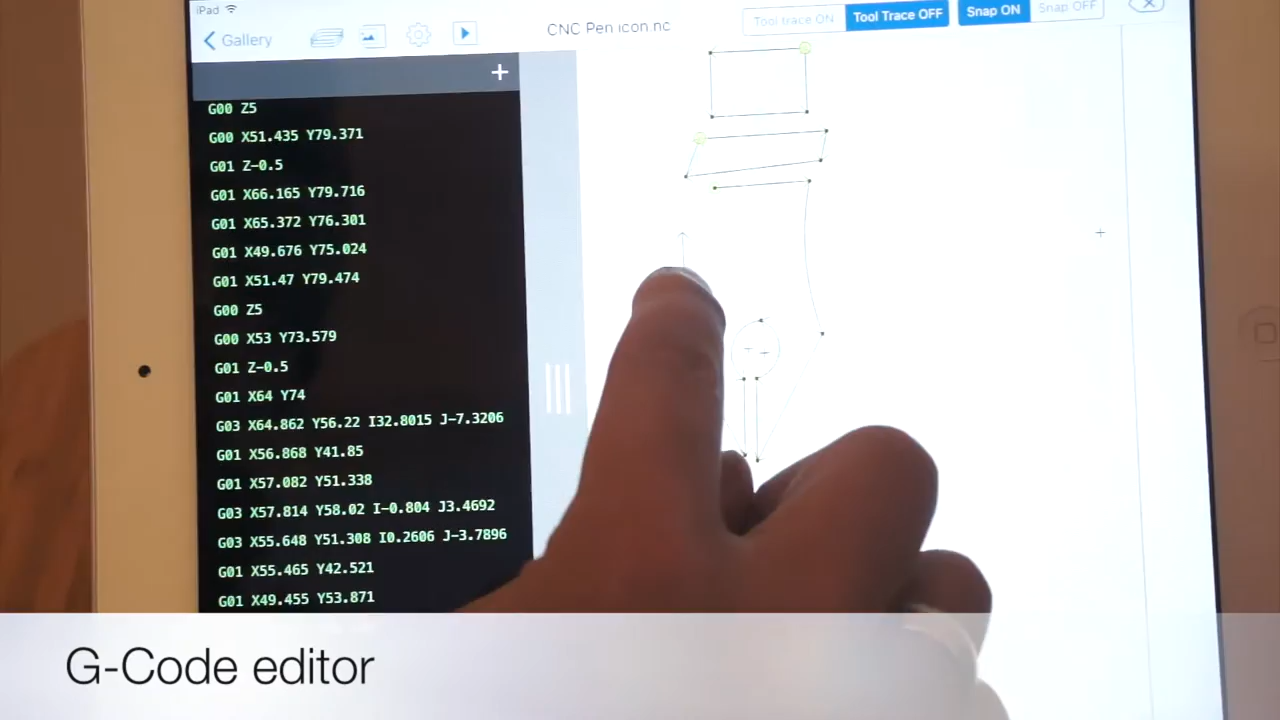 iPad
Gallery
CNC Pen icon.nc
Tool trace ON
Tool Trace OFF
Snap ON
Snap OFF
G00 Z5
G00 X51.435 Y79.371
G01 Z-0.5
G01 X66.165 Y79.716
G01 X65.372 Y76.301
G01 X49.676 Y75.024
G01 X51.47 Y79.474
G00 Z5
G00 X53 Y73.579
G01 Z-0.5
G01 X64 Y74
G03 X64.862 Y56.22 I32.8015 J-7.3206
G01 X56.868 Y41.85
G01 X57.082 Y51.338
G03 X57.814 Y58.02 I-0.804 J3.4692
G03 X55.648 Y51.308 I0.2606 J-3.7896
G01 X55.465 Y42.521
G01 X49.455 Y53.871
G-Code editor